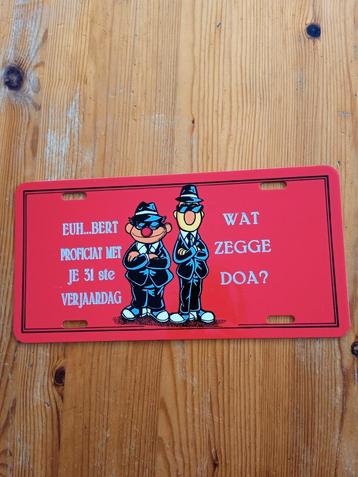 EUH...BERT
PROFICIAT MET
JE 31 ste
VERJAARDAG
WAT
ZEGGE
DOA?